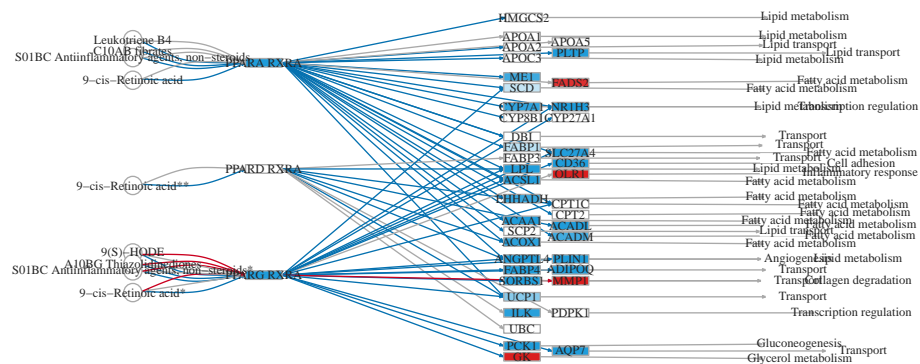 Leukotriene B4
C10AB fibrates
S01BC Antiinflammatory agents, non-steroids
9-cis-Retinoic acid
PPARA RXRA
9-cis-Retinoic acid**
PPARD RXRA
9(S)-HODE
A10BG Thiazolidinediones
S01BC Antiinflammatory agents, non-steroids*
9-cis-Retinoic acid*
PPARG RXRA
HMGCS2 Lipid metabolism
APOA1 Lipid metabolism
APOA5 Lipid transport
APOA2
PLTP Lipid transport
APOC3 Lipid metabolism
ME1
FADS2 Fatty acid metabolism
SCD Fatty acid metabolism
CYP7A1 NR1H3 Lipid metabolism Transcription regulation
CYP8B1 CYP27A1
DBI Transport
FABP1 Transport
SLC27A4 Fatty acid metabolism
FABP3 Transport
CD36 Cell adhesion
LPL Lipid metabolism
OLR1 Inflammatory response
ACSL1 Fatty acid metabolism
EHHADH Fatty acid metabolism
CPT1C Fatty acid metabolism
CPT2 Fatty acid metabolism
ACAA1 Fatty acid metabolism
ACADL Fatty acid metabolism
SCP2 Lipid transport
ACADM Fatty acid metabolism
ACOX1 Fatty acid metabolism
ANGPTL4 PLIN1 Angiogenesis Lipid metabolism
FABP4 ADIPOQ Transport
SORBS1 MMP1 Transport Collagen degradation
UCP1 Transport
ILK PDPK1 Transcription regulation
UBC
PCK1 Gluconeogenesis
AQP7 Transport
GK Glycerol metabolism